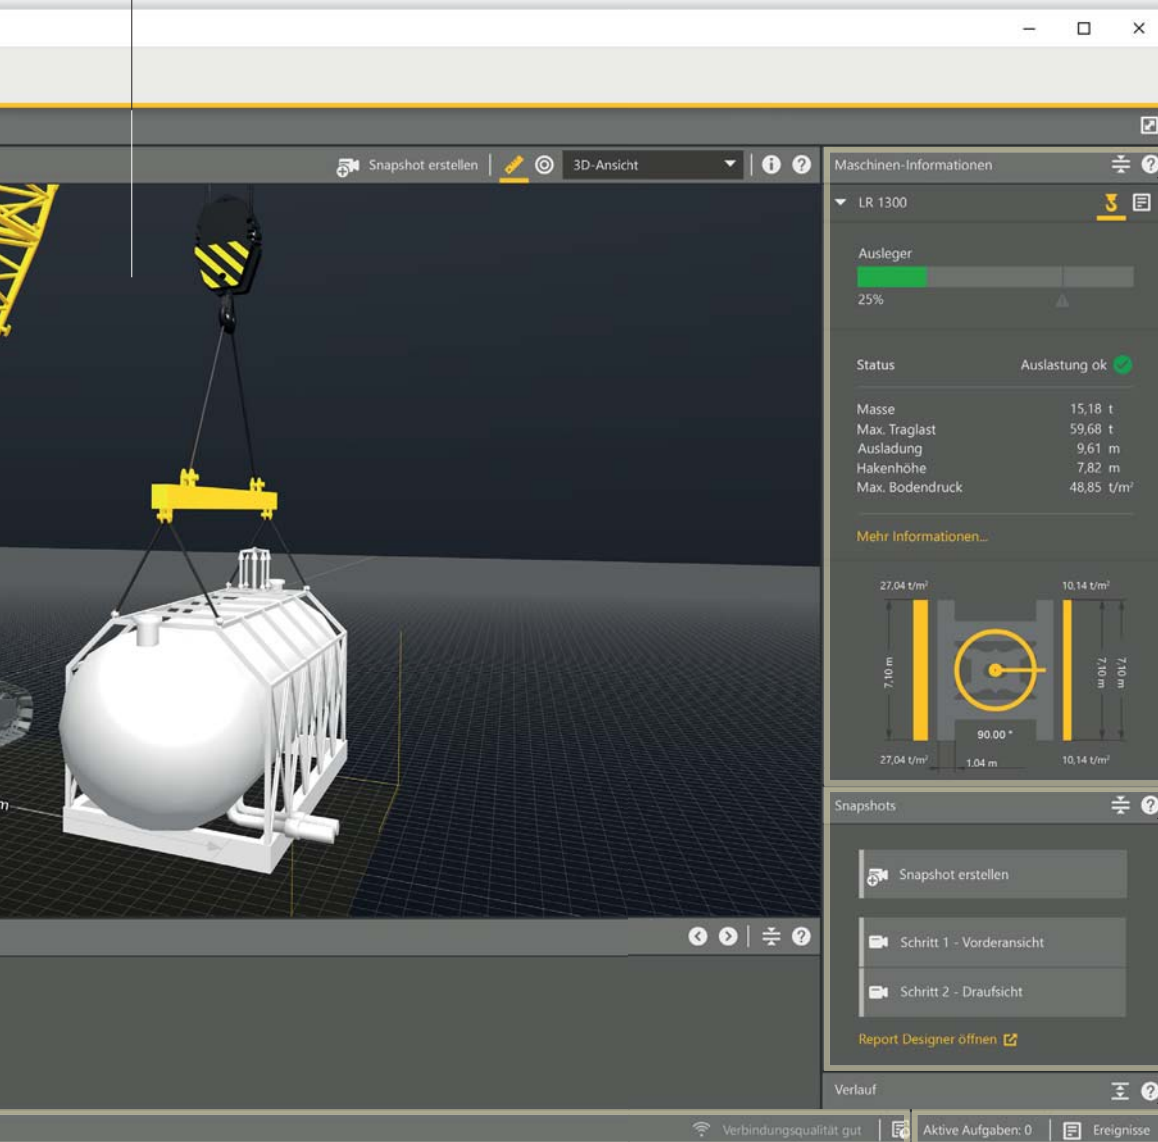 Snapshot erstellen
3D-Ansicht
Maschinen-Informationen
LR 1300
Ausleger
25%
Status Auslastung ok
Masse 15,18 t
Max. Traglast 59,68 t
Ausladung 9,61 m
Hakenhöhe 7,82 m
Max. Bodendruck 48,85 t/m²
Mehr Informationen...
27,04 t/m² 10,14 t/m²
7,10 m 7,10 m 7,10 m
90.00 °
27,04 t/m² 1.04 m 10,14 t/m²
m
Snapshots
Snapshot erstellen
Schritt 1 - Vorderansicht
Schritt 2 - Draufsicht
Report Designer öffnen
Verlauf
Verbindungsqualität gut Aktive Aufgaben: 0 Ereignisse